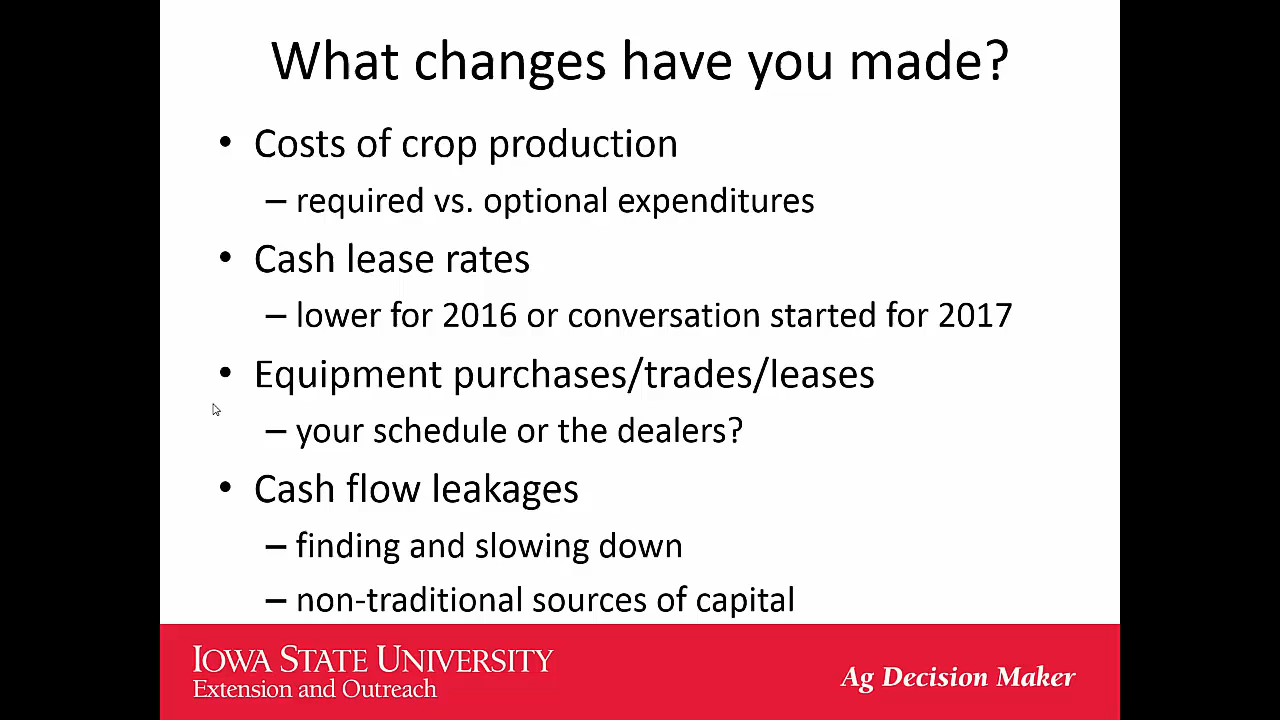 What changes have you made?
• Costs of crop production
– required vs. optional expenditures
• Cash lease rates
– lower for 2016 or conversation started for 2017
• Equipment purchases/trades/leases
– your schedule or the dealers?
• Cash flow leakages
– finding and slowing down
– non-traditional sources of capital
IOWA STATE UNIVERSITY
Extension and Outreach
Ag Decision Maker